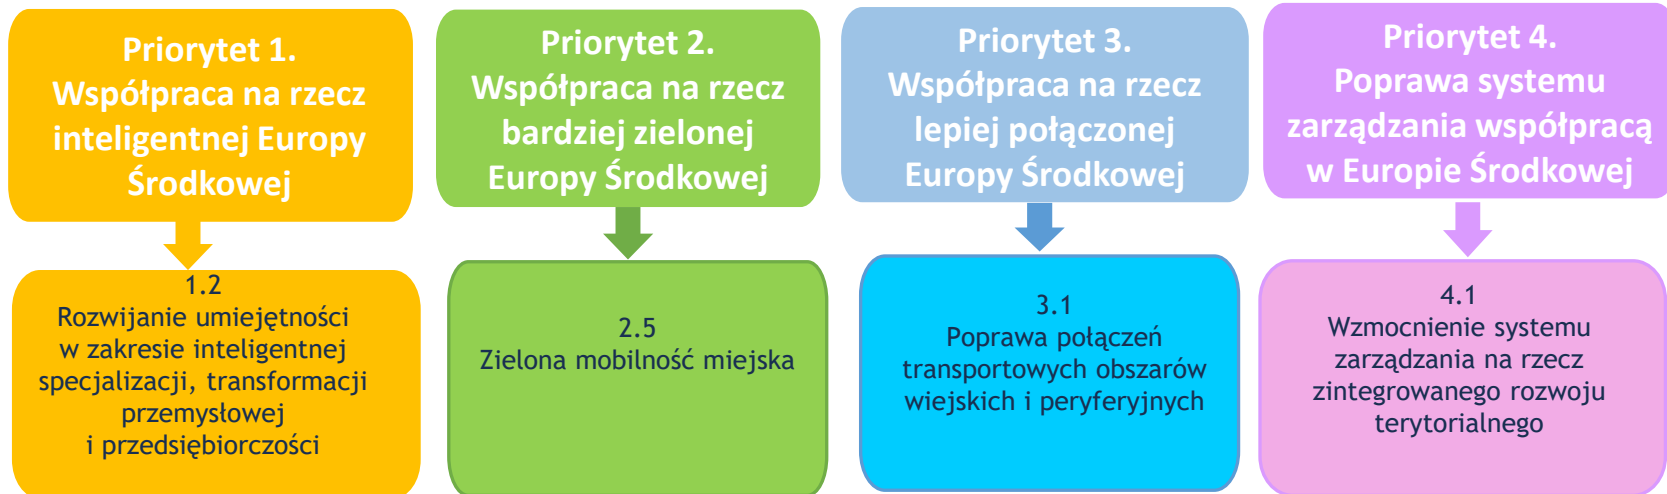 Priorytet 1.
Współpraca na rzecz
inteligentnej Europy
Środkowej
Priorytet 2.
Współpraca na rzecz
bardziej zielonej
Europy Środkowej
Priorytet 3.
Współpraca na rzecz
lepiej połączonej
Europy Środkowej
Priorytet 4.
Poprawa systemu
zarządzania współpracą
w Europie Środkowej
1.2
Rozwijanie umiejętności
w zakresie inteligentnej
specjalizacji, transformacji
przemysłowej
i przedsiębiorczości
2.5
Zielona mobilność miejska
3.1
Poprawa połączeń
transportowych obszarów
wiejskich i peryferyjnych
4.1
Wzmocnienie systemu
zarządzania na rzecz
zintegrowanego rozwoju
terytorialnego